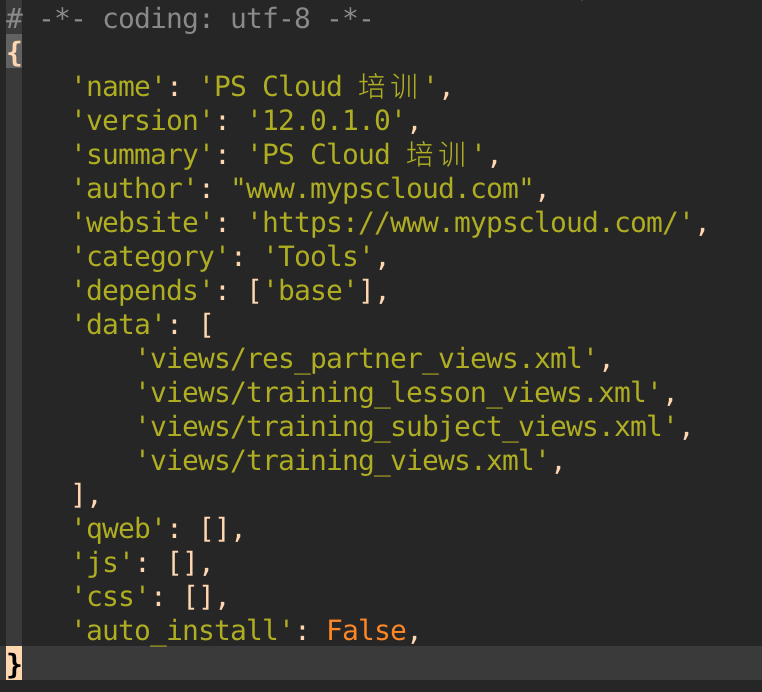 # -*- coding: utf-8 -*-
{
    'name': 'PS Cloud 培训',
    'version': '12.0.1.0',
    'summary': 'PS Cloud 培训',
    'author': "www.mypscloud.com",
    'website': 'https://www.mypscloud.com/',
    'category': 'Tools',
    'depends': ['base'],
    'data': [
        'views/res_partner_views.xml',
        'views/training_lesson_views.xml',
        'views/training_subject_views.xml',
        'views/training_views.xml',
    ],
    'qweb': [],
    'js': [],
    'css': [],
    'auto_install': False,
}